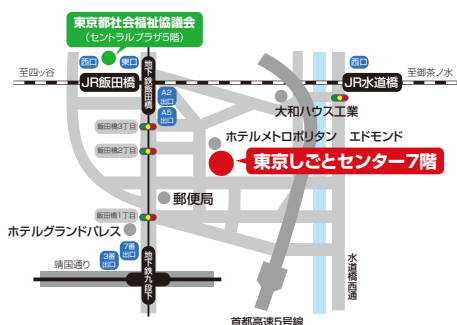 東京都社会福祉協議会
(セントラルプラザ5階)
西口
東口
西口
至四ッ谷
JR飯田橋
地下鉄飯田橋
JR水道橋
至御茶ノ水
A2
出口
A5
出口
大和ハウス工業
飯田橋3丁目
ホテルメトロポリタン エドモンド
飯田橋2丁目
東京しごとセンター7階
郵便局
飯田橋1丁目
ホテルグランドパレス
7番
出口
3番
出口
靖国通り
地下鉄九段下
水道橋西通
首都高速5号線